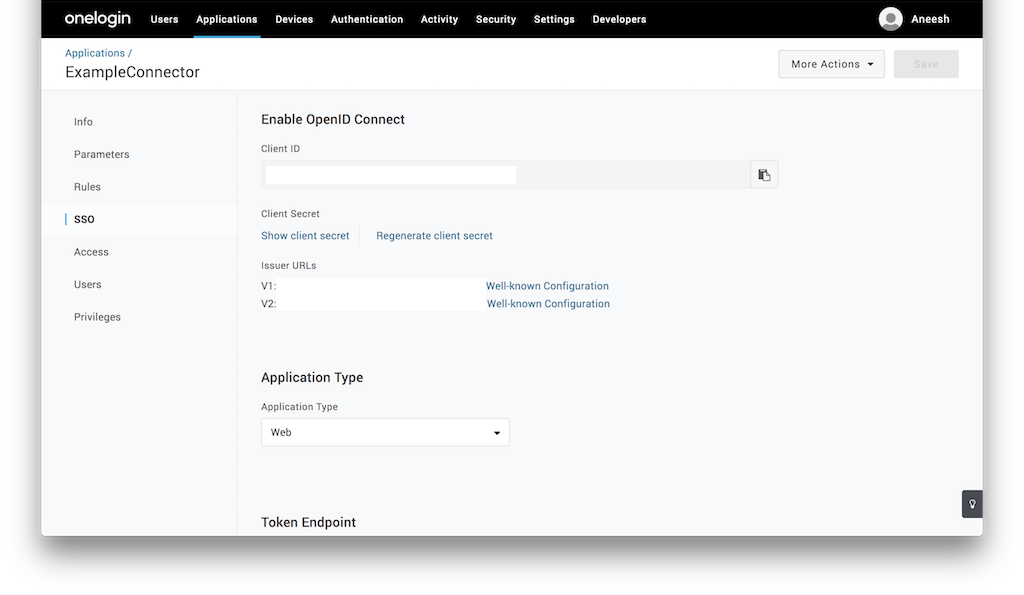 onelogin Users Applications Devices Authentication Activity Security Settings Developers Aneesh
Applications /
ExampleConnector
More Actions
Save
Info
Parameters
Rules
SSO
Access
Users
Privileges
Enable OpenID Connect
Client ID
Client Secret
Show client secret Regenerate client secret
Issuer URLs
V1: Well-known Configuration
V2: Well-known Configuration
Application Type
Application Type
Web
Token Endpoint